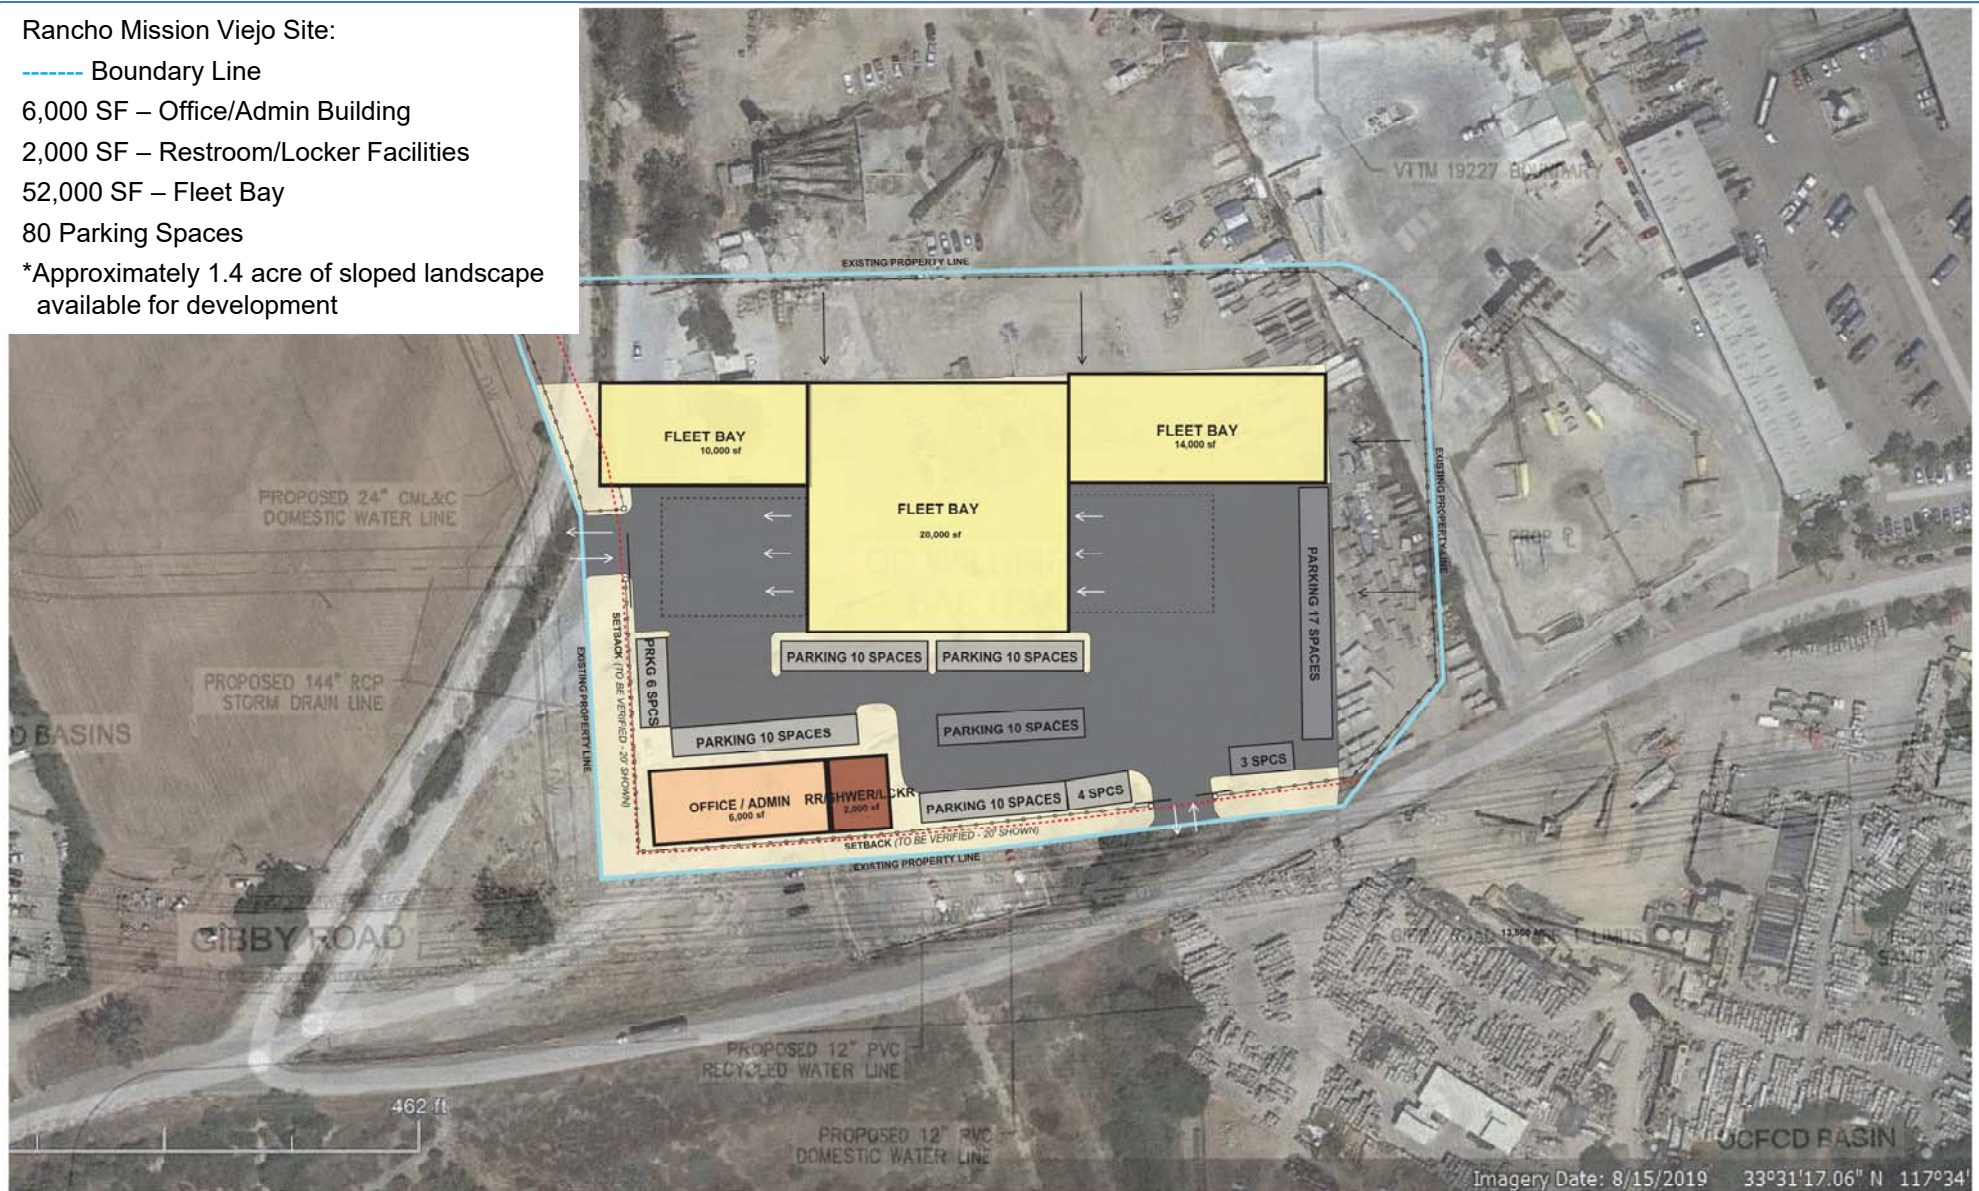 Rancho Mission Viejo Site:
------- Boundary Line
6,000 SF – Office/Admin Building
2,000 SF – Restroom/Locker Facilities
52,000 SF – Fleet Bay
80 Parking Spaces
*Approximately 1.4 acre of sloped landscape
available for development
VTTM 19227 BOUNDARY
EXISTING PROPERTY LINE
FLEET BAY
10,000 sf
FLEET BAY
14,000 sf
FLEET BAY
28,000 sf
EXISTING PROPERTY LINE
PROPOSED 24" CML&C
DOMESTIC WATER LINE
PROP PL
PARKING 17 SPACES
SETBACK (TO BE VERIFIED - 20' SHOWN)
EXISTING PROPERTY LINE
PRKG 6 SPCS
PARKING 10 SPACES
PARKING 10 SPACES
PROPOSED 144" RCP
STORM DRAIN LINE
D BASINS
PARKING 10 SPACES
PARKING 10 SPACES
3 SPCS
OFFICE / ADMIN
6,000 sf
RR/SHWER/LCKR
2,000 sf
PARKING 10 SPACES
4 SPCS
SETBACK (TO BE VERIFIED - 20' SHOWN)
EXISTING PROPERTY LINE
GIBBY ROAD
LIMITS
SANITA
PROPOSED 12" PVC
RECYCLED WATER LINE
462 ft
PROPOSED 12" PVC
DOMESTIC WATER LINE
OCFCD BASIN
Imagery Date: 8/15/2019 33°31'17.06" N 117°34'